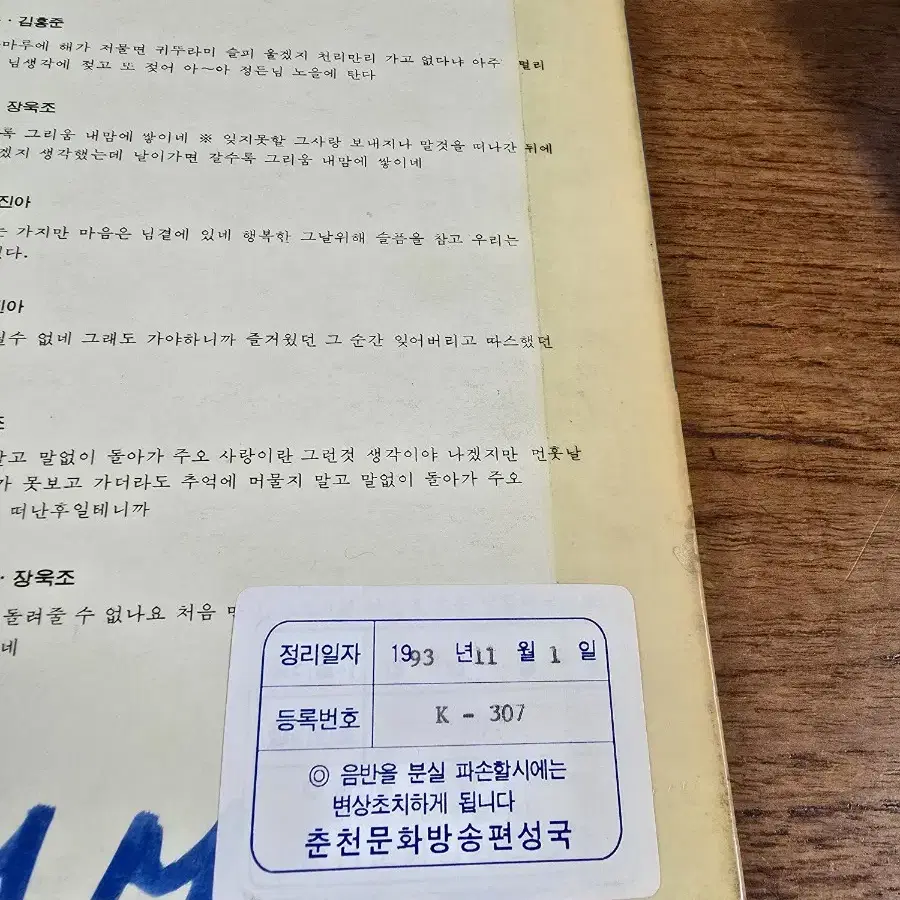 · 김홍준
마루에 해가 저물면 귀뚜라미 슬피 울겠지 천리만리 가고 없다냐 아주 멀리
님생각에 젖고 또 젖어 아~아 정든님 노을에 탄다
장욱조
록 그리움 내맘에 쌓이네 ※ 잊지못할 그사랑 보내지나 말것을 떠나간 뒤에
겠지 생각했는데 날이가면 갈수록 그리움 내맘에 쌓이네
진아
는 가지만 마음은 님곁에 있네 행복한 그날위해 슬픔을 참고 우리는
다.
진아
릴수 없네 그래도 가야하니까 즐거웠던 그 순간 잊어버리고 따스했던
조
말고 말없이 돌아가 주오 사랑이란 그런것 생각이야 나겠지만 먼훗날
가 못보고 가더라도 추억에 머물지 말고 말없이 돌아가 주오
떠난후일테니까
· 장욱조
돌려줄 수 없나요 처음
네
정리일자 1993 년 11 월 1 일
등록번호 K - 307
◎ 음반을 분실 파손할시에는
변상초치하게 됩니다
춘천문화방송편성국